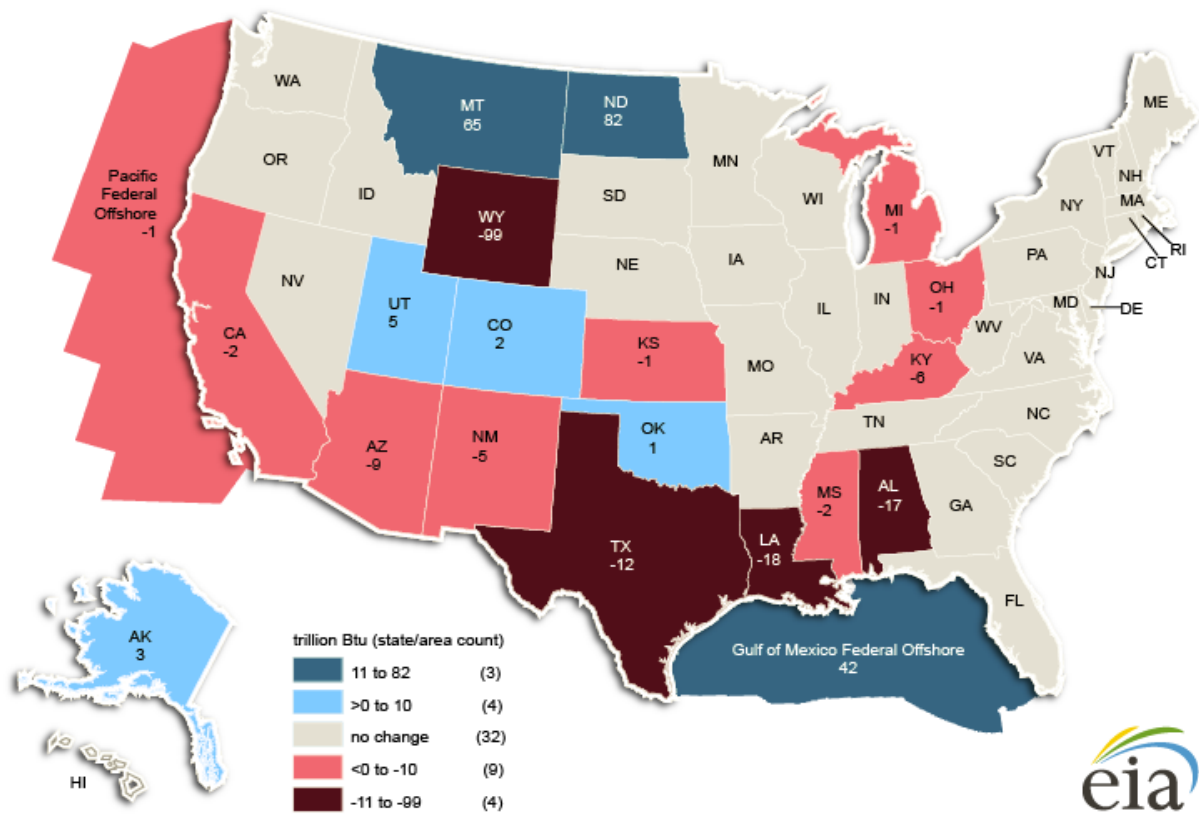 WA
OR
ID
NV
Pacific
Federal
Offshore
-1
CA
-2
MT
65
ND
82
WY
-99
SD
NE
UT
5
CO
2
KS
-1
AZ
-9
NM
-5
OK
1
TX
-12
MN
IA
MO
AR
LA
-18
WI
IL
IN
MI
-1
OH
-1
KY
-6
TN
MS
-2
AL
-17
GA
FL
SC
NC
VA
WV
MD
DE
PA
NJ
NY
CT
RI
MA
NH
VT
ME
Gulf of Mexico Federal Offshore
42
AK
3
HI
trillion Btu (state/area count)
11 to 82 (3)
>0 to 10 (4)
no change (32)
<0 to -10 (9)
-11 to -99 (4)
eia